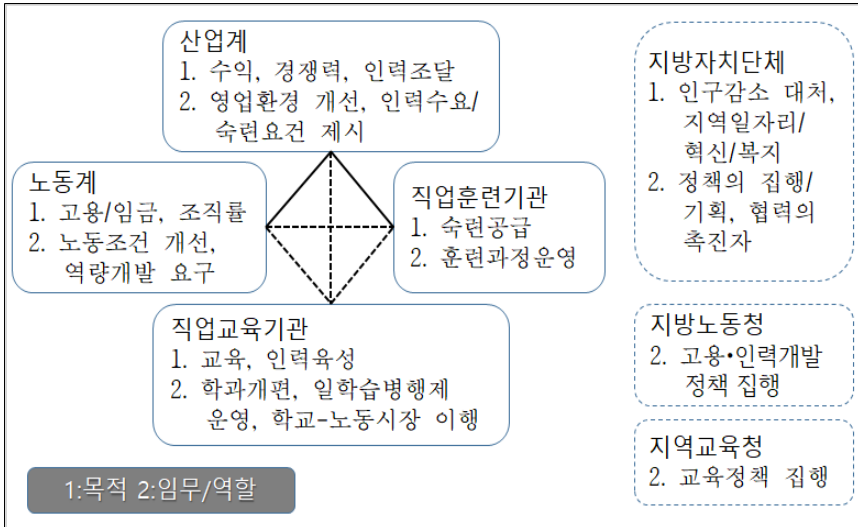 산업계
1. 수익, 경쟁력, 인력조달
2. 영업환경 개선, 인력수요/
숙련요건 제시
노동계
1. 고용/임금, 조직률
2. 노동조건 개선,
역량개발 요구
직업훈련기관
1. 숙련공급
2. 훈련과정운영
직업교육기관
1. 교육, 인력육성
2. 학과개편, 일학습병행제
운영, 학교-노동시장 이행
지방자치단체
1. 인구감소 대처,
지역일자리/
혁신/복지
2. 정책의 집행/
기획, 협력의
촉진자
지방노동청
2. 고용•인력개발
정책 집행
지역교육청
2. 교육정책 집행
1:목적 2:임무/역할